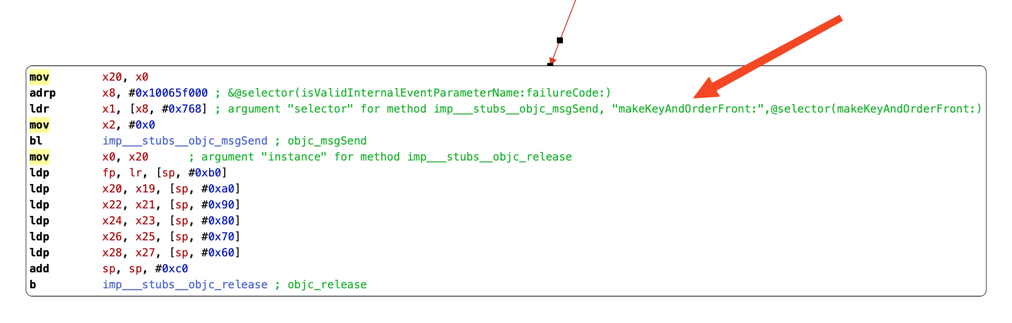 mov x20, x0
adrp x8, #0x10065f000 ; &@selector(isValidInternalEventParameterName:failureCode:)
ldr x1, [x8, #0x768] ; argument "selector" for method imp___stubs__objc_msgSend, "makeKeyAndOrderFront:",@selector(makeKeyAndOrderFront:)
mov x2, #0x0
bl imp___stubs__objc_msgSend ; objc_msgSend
mov x0, x20 ; argument "instance" for method imp___stubs__objc_release
ldp fp, lr, [sp, #0xb0]
ldp x20, x19, [sp, #0xa0]
ldp x22, x21, [sp, #0x90]
ldp x24, x23, [sp, #0x80]
ldp x26, x25, [sp, #0x70]
ldp x28, x27, [sp, #0x60]
add sp, sp, #0xc0
b imp___stubs__objc_release ; objc_release